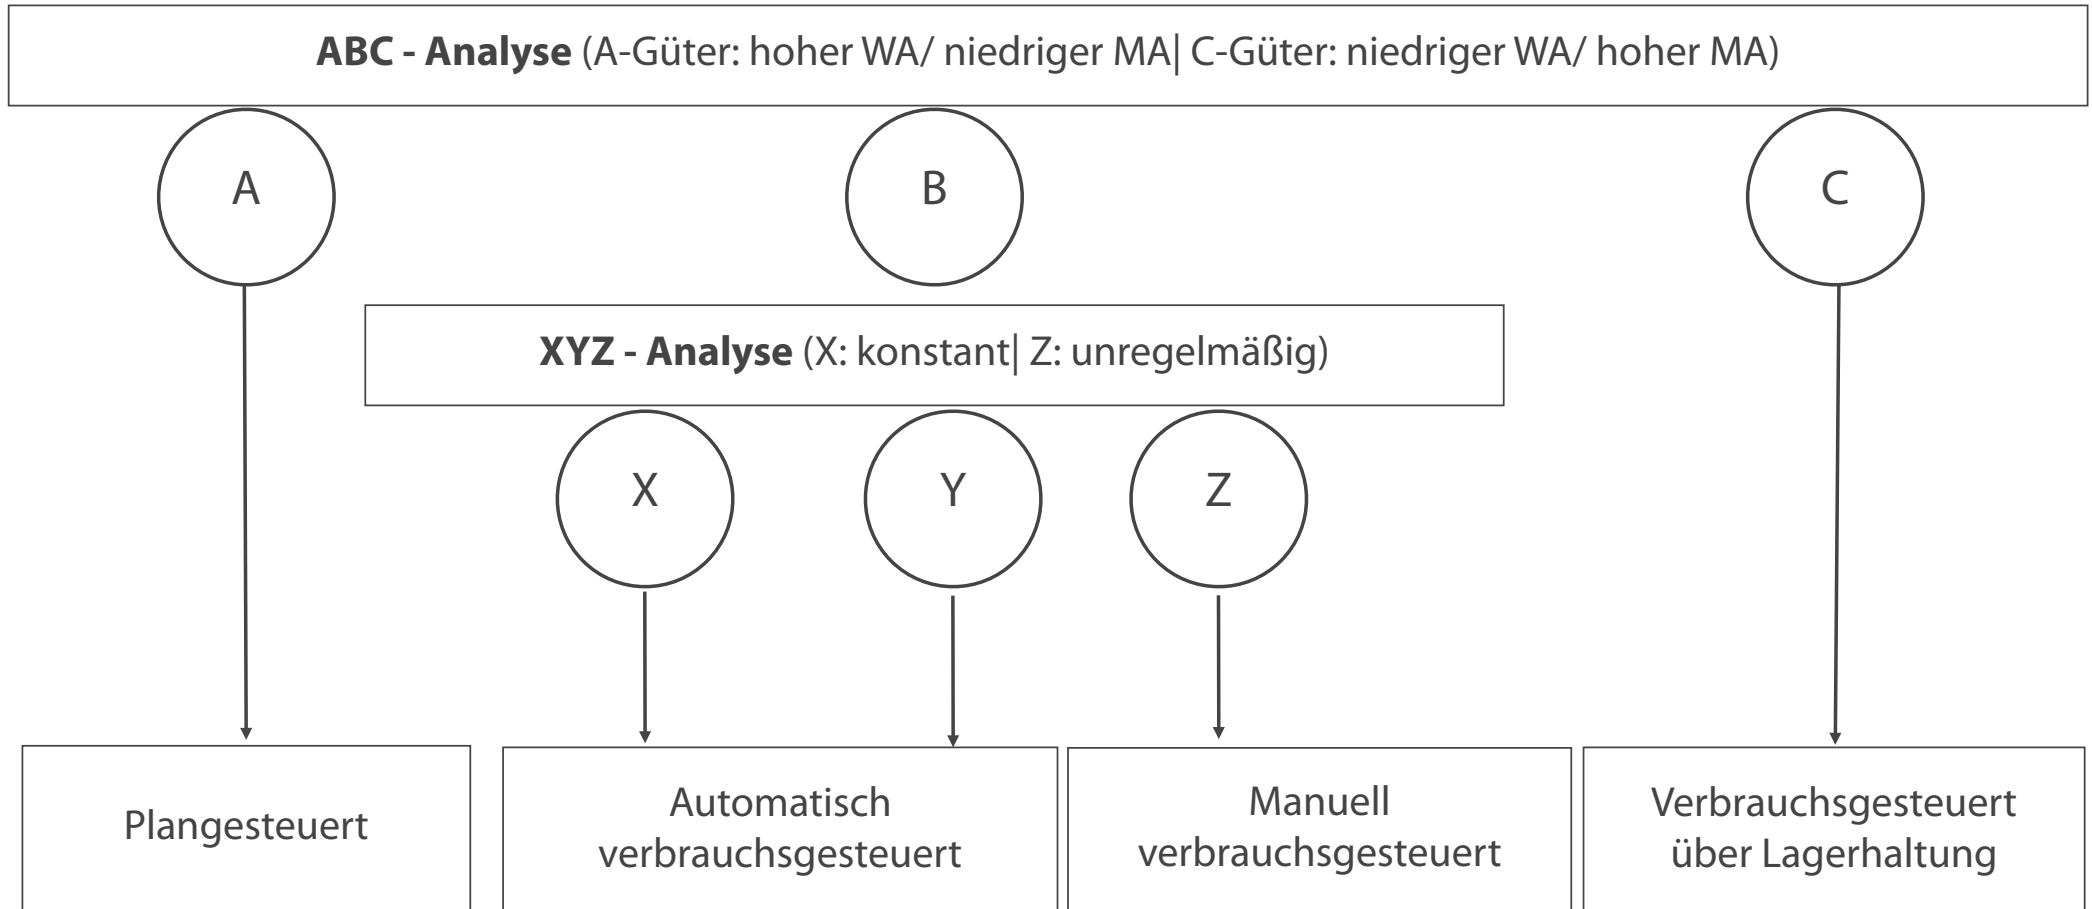 ABC - Analyse (A-Güter: hoher WA/ niedriger MA| C-Güter: niedriger WA/ hoher MA)
A
B
C
XYZ - Analyse (X: konstant| Z: unregelmäßig)
X
Y
Z
Plangesteuert
Automatisch
verbrauchsgesteuert
Manuell
verbrauchsgesteuert
Verbrauchsgesteuert
über Lagerhaltung